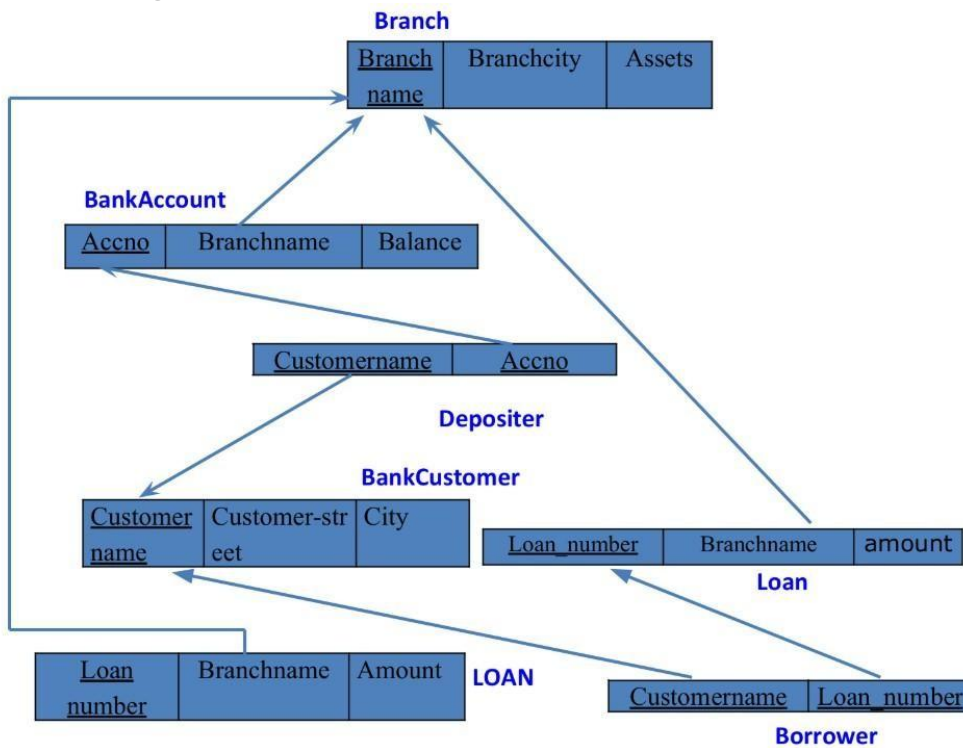 Branch
Branch Branchcity Assets
name
BankAccount
Accno Branchname Balance
Customername Accno
Depositer
BankCustomer
Customer Customer-str City
name eet
Loan_number Branchname amount
Loan
Loan Branchname Amount
number
LOAN
Customername Loan_number
Borrower